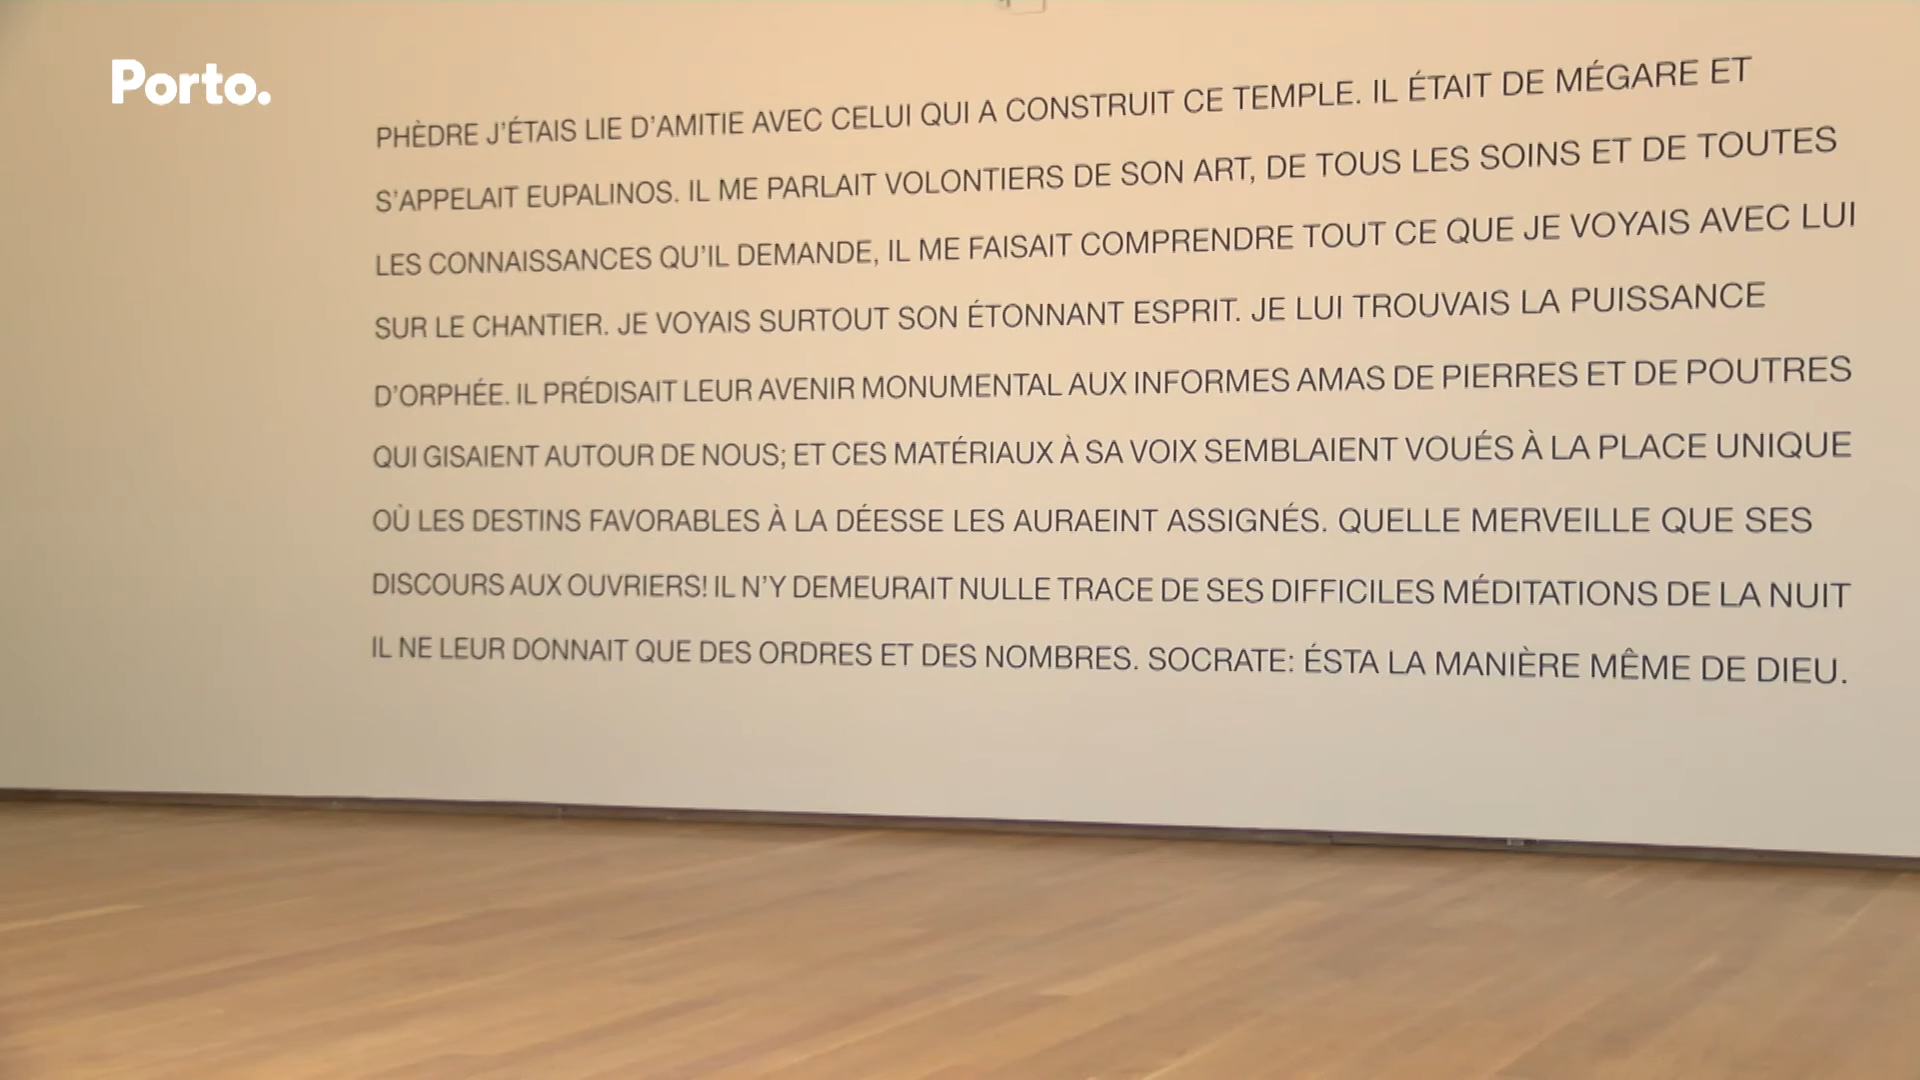 Porto.
PHÈDRE J'ÉTAIS LIE D'AMITIE AVEC CELUI QUI A CONSTRUIT CE TEMPLE. IL ÉTAIT DE MÉGARE ET
S'APPELAIT EUPALINOS. IL ME PARLAIT VOLONTIERS DE SON ART, DE TOUS LES SOINS ET DE TOUTES
LES CONNAISSANCES QU'IL DEMANDE, IL ME FAISAIT COMPRENDRE TOUT CE QUE JE VOYAIS AVEC LUI
SUR LE CHANTIER. JE VOYAIS SURTOUT SON ÉTONNANT ESPRIT. JE LUI TROUVAIS LA PUISSANCE
D'ORPHÉE. IL PRÉDISAIT LEUR AVENIR MONUMENTAL AUX INFORMES AMAS DE PIERRES ET DE POUTRES
QUI GISAIENT AUTOUR DE NOUS; ET CES MATÉRIAUX À SA VOIX SEMBLAIENT VOUÉS À LA PLACE UNIQUE
OÙ LES DESTINS FAVORABLES À LA DÉESSE LES AURAEINT ASSIGNÉS. QUELLE MERVEILLE QUE SES
DISCOURS AUX OUVRIERS! IL N'Y DEMEURAIT NULLE TRACE DE SES DIFFICILES MÉDITATIONS DE LA NUIT
IL NE LEUR DONNAIT QUE DES ORDRES ET DES NOMBRES. SOCRATE: ÉSTA LA MANIÈRE MÊME DE DIEU.